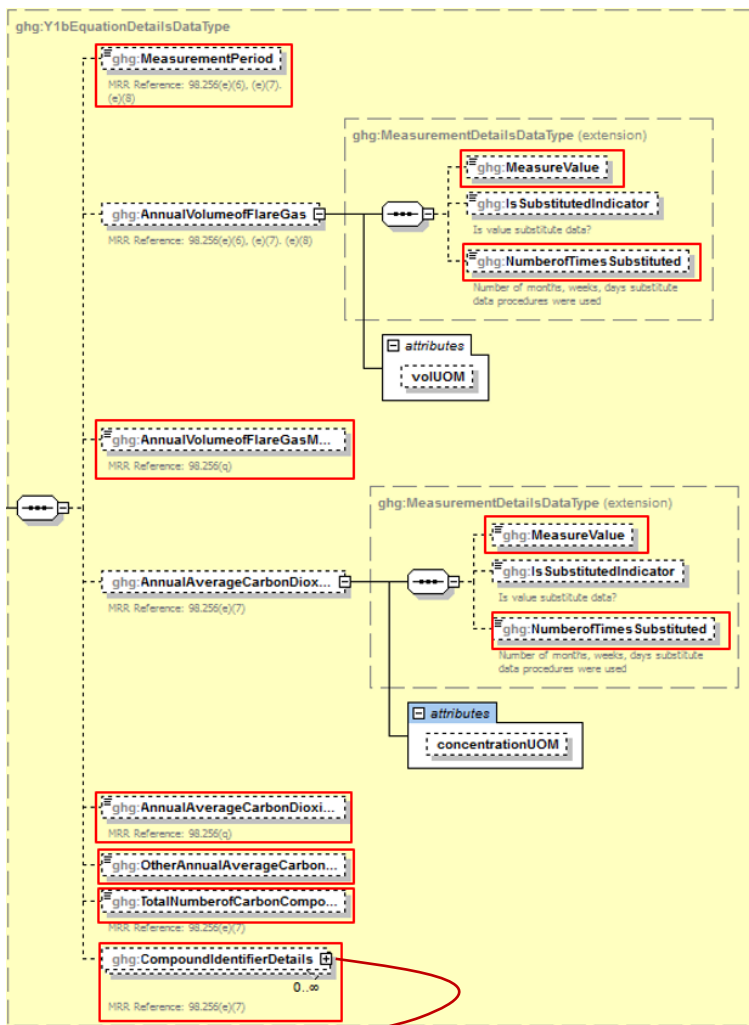 ghg:Y1bEquationDetailsDataType
ghg:MeasurementPeriod
MRR Reference: 98.256(e)(6), (e)(7).
(e)(8)
ghg:MeasurementDetailsDataType (extension)
ghg:MeasureValue
ghg:IsSubstitutedIndicator
Is value substitute data?
ghg:AnnualVolumeofFlareGas
MRR Reference: 98.256(e)(6), (e)(7). (e)(8)
ghg:NumberofTimesSubstituted
Number of months, weeks, days substitute
data procedures were used
attributes
volUOM
ghg:AnnualVolumeofFlareGasM...
MRR Reference: 98.256(q)
ghg:MeasurementDetailsDataType (extension)
ghg:MeasureValue
ghg:IsSubstitutedIndicator
Is value substitute data?
ghg:AnnualAverageCarbonDiox...
MRR Reference: 98.256(e)(7)
ghg:NumberofTimesSubstituted
Number of months, weeks, days substitute
data procedures were used
attributes
concentrationUOM
ghg:AnnualAverageCarbonDioxi...
MRR Reference: 98.256(q)
ghg:OtherAnnualAverageCarbon...
ghg:TotalNumberofCarbonCompo...
MRR Reference: 98.256(e)(7)
ghg:CompoundIdentifierDetails
0..∞
MRR Reference: 98.256(e)(7)